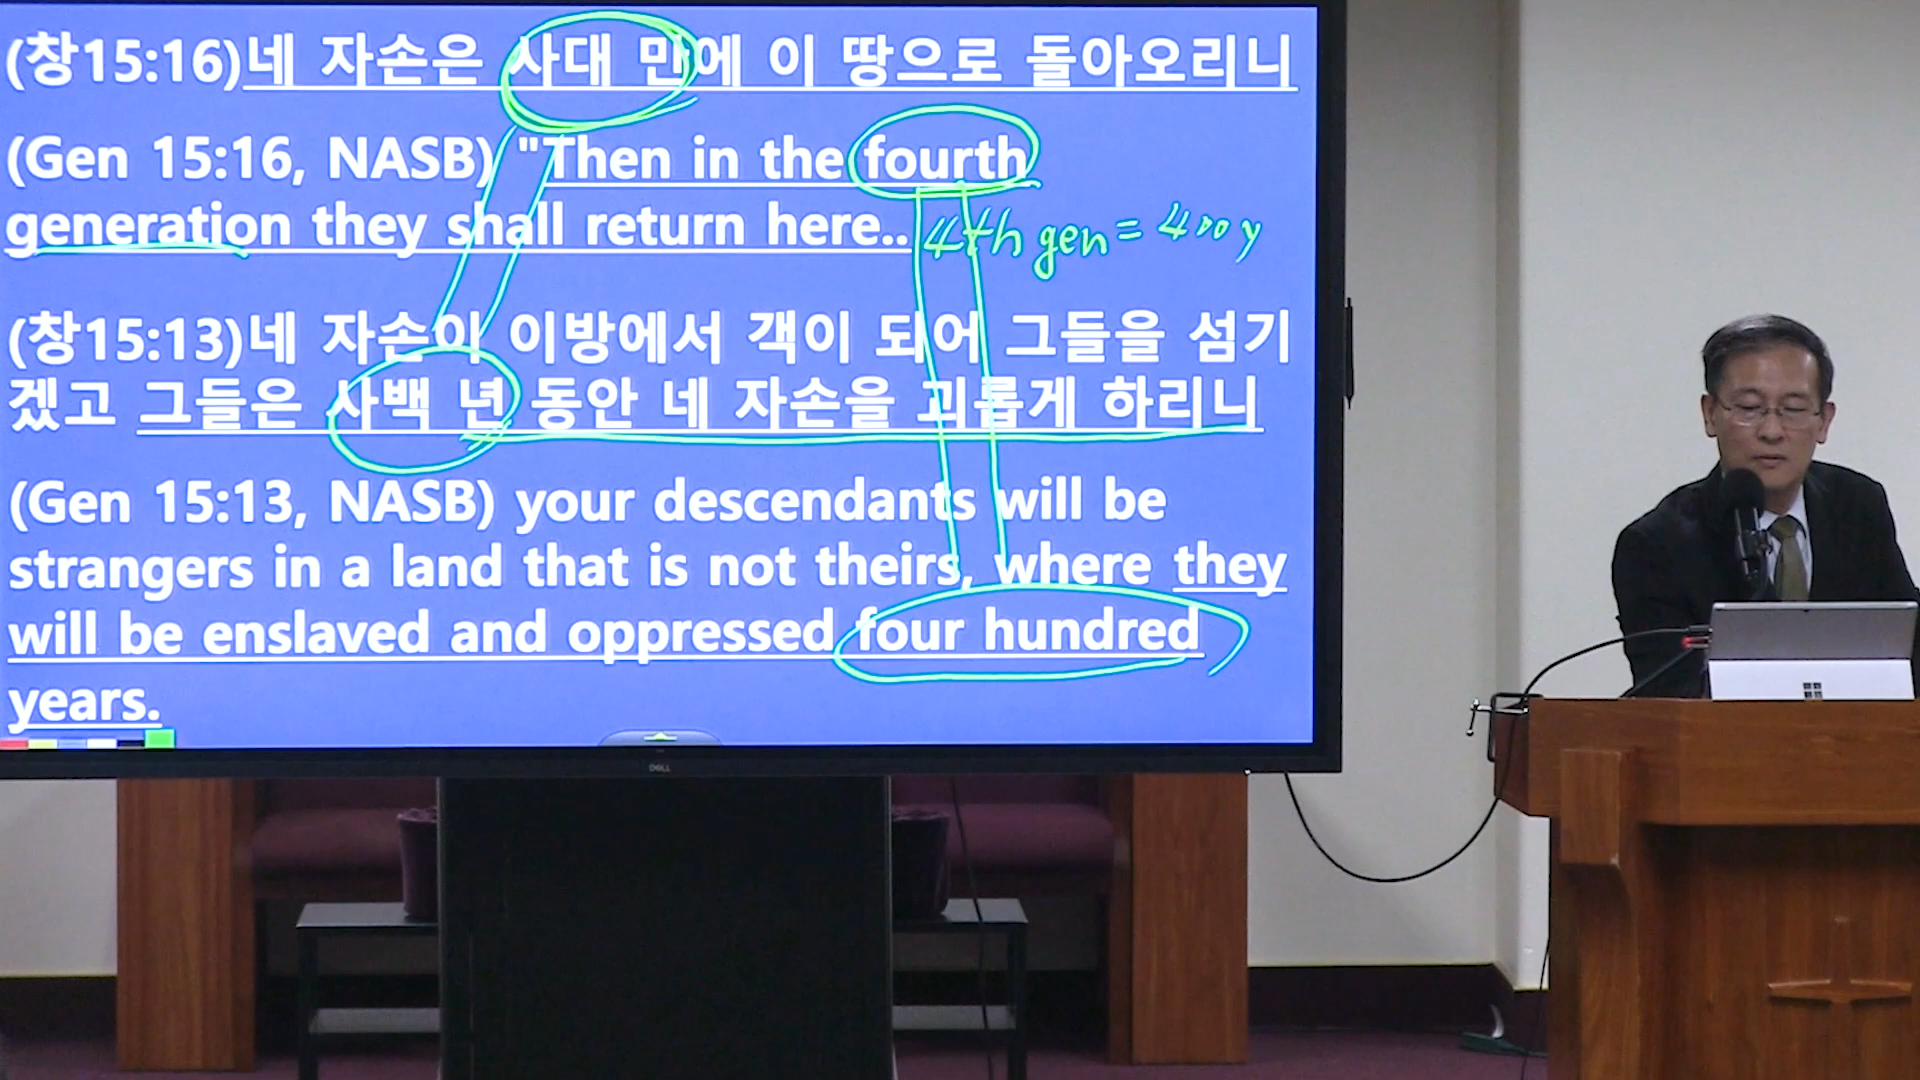 (창15:16)네 자손은 사대 만에 이 땅으로 돌아오리니
(Gen 15:16, NASB) "Then in the fourth
generation they shall return here..
4th gen = 400 y
(창15:13)네 자손이 이방에서 객이 되어 그들을 섬기
겠고 그들은 사백 년 동안 네 자손을 괴롭게 하리니
(Gen 15:13, NASB) your descendants will be
strangers in a land that is not theirs, where they
will be enslaved and oppressed four hundred
years.
DELL